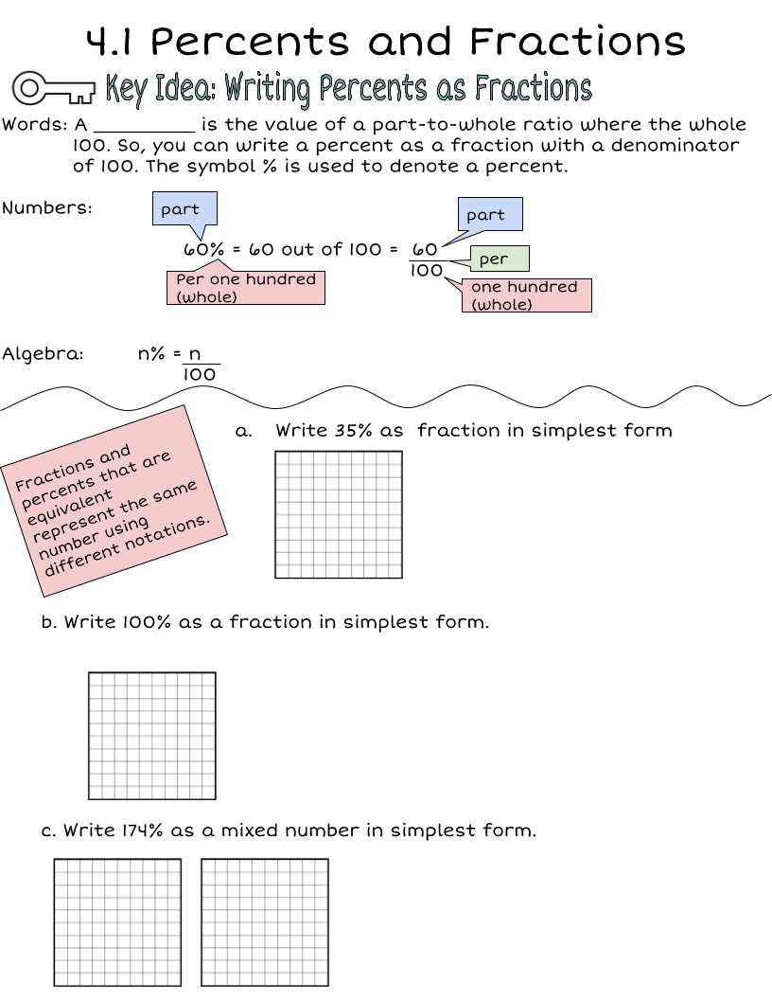 4.1 Percents and Fractions
Key Idea: Writing Percents as Fractions
Words: A __________ is the value of a part-to-whole ratio where the whole
100. So, you can write a percent as a fraction with a denominator
of 100. The symbol % is used to denote a percent.
Numbers:
part
part
60% = 60 out of 100 = 60
per
100
Per one hundred
(whole)
one hundred
(whole)
Algebra: n% = n
100
a. Write 35% as fraction in simplest form
Fractions and
percents that are
equivalent
represent the same
number using
different notations.
b. Write 100% as a fraction in simplest form.
c. Write 174% as a mixed number in simplest form.